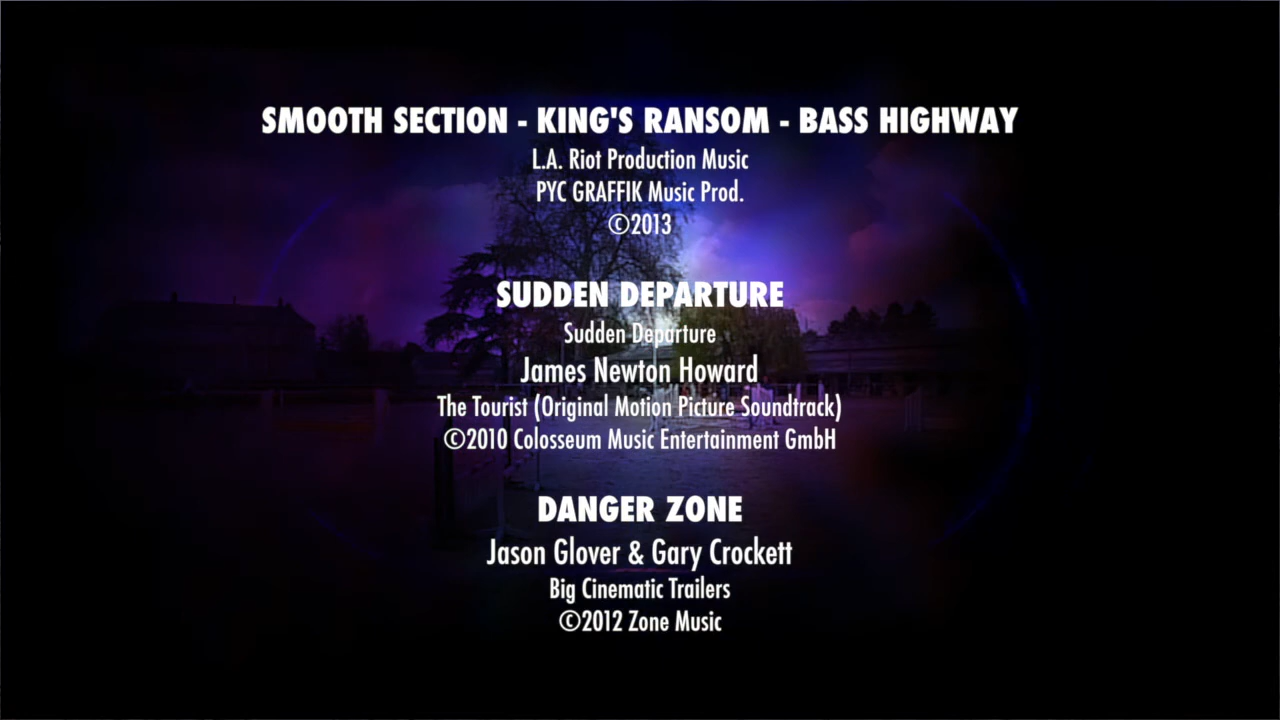 SMOOTH SECTION - KING'S RANSOM - BASS HIGHWAY
L.A. Riot Production Music
PYC GRAFFIK Music Prod.
©2013
SUDDEN DEPARTURE
Sudden Departure
James Newton Howard
The Tourist (Original Motion Picture Soundtrack)
©2010 Colosseum Music Entertainment GmbH
DANGER ZONE
Jason Glover & Gary Crockett
Big Cinematic Trailers
©2012 Zone Music